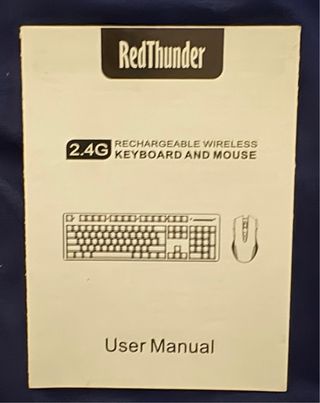 RedThunder
2.4G RECHARGEABLE WIRELESS
KEYBOARD AND MOUSE
User Manual